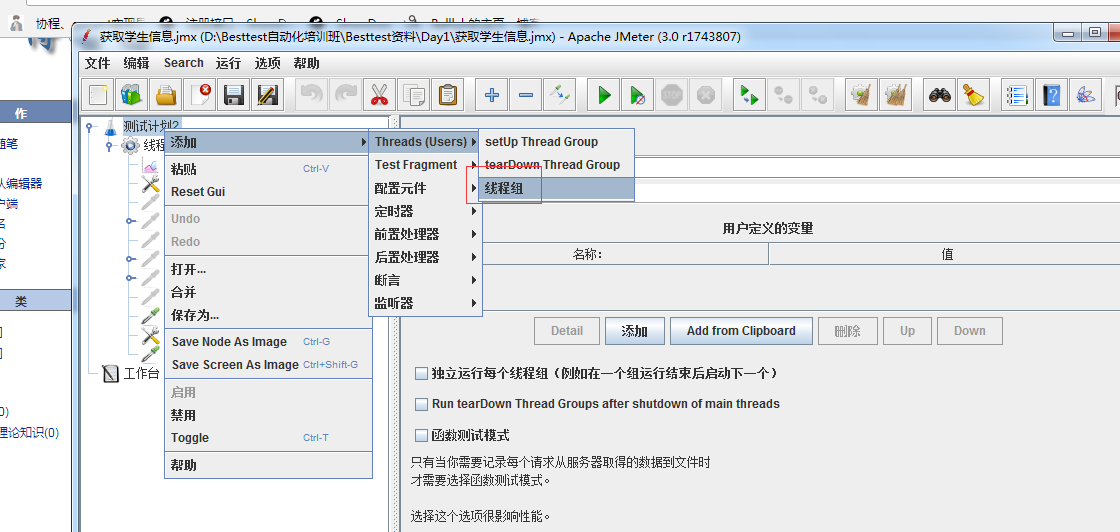 协程、
获取学生信息.jmx (D:\Besttest自动化培训班\Besttest资料\Day1\获取学生信息.jmx) - Apache JMeter (3.0 r1743807)
文件 编辑 Search 运行 选项 帮助
作
随笔
人编辑器
户端
名
份
家
类
0)
理论知识(0)
测试计划2
线程
工作台
添加
粘贴 Ctrl-V
Reset Gui
Undo
Redo
打开...
合并
保存为...
Save Node As Image Ctrl-G
Save Screen As Image Ctrl+Shift-G
启用
禁用
Toggle Ctrl-T
帮助
Threads (Users)
Test Fragment
配置元件
定时器
前置处理器
后置处理器
断言
监听器
setUp Thread Group
tearDown Thread Group
线程组
用户定义的变量
名称: 值
Detail 添加 Add from Clipboard 删除 Up Down
独立运行每个线程组（例如在一个组运行结束后启动下一个）
Run tearDown Thread Groups after shutdown of main threads
函数测试模式
只有当你需要记录每个请求从服务器取得的数据到文件时
才需要选择函数测试模式。
选择这个选项很影响性能。